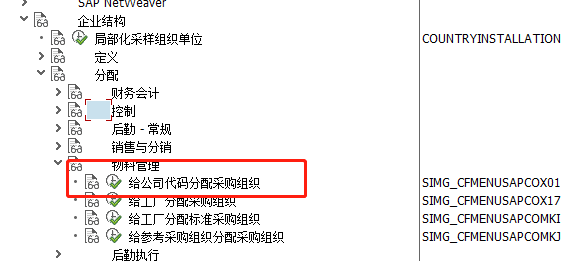 SAP NetWeaver
企业结构
局部化采样组织单位 COUNTRYINSTALLATION
定义
分配
财务会计
控制
后勤 - 常规
销售与分销
物料管理
给公司代码分配采购组织 SIMG_CFMENUSAPCOX01
给工厂分配采购组织 SIMG_CFMENUSAPCOX17
给工厂分配标准采购组织 SIMG_CFMENUSAPCOMKI
给参考采购组织分配采购组织 SIMG_CFMENUSAPCOMKJ
后勤执行